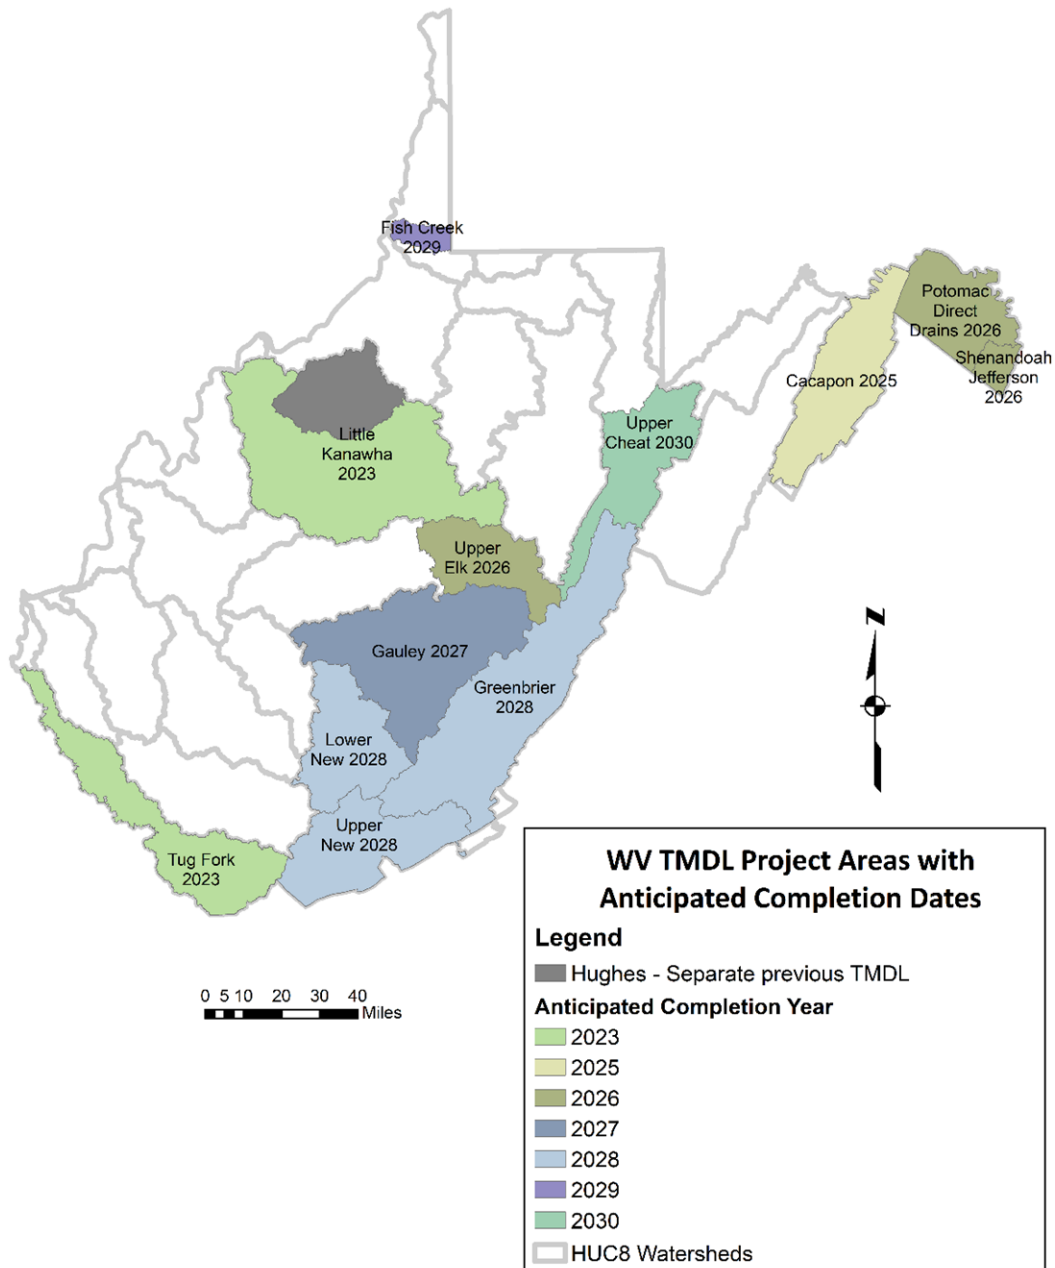 Fish Creek
2029
Potomac
Direct
Drains 2026
Shenandoah
Jefferson
2026
Cacapon 2025
Upper
Cheat 2030
Little
Kanawha
2023
Upper
Elk 2026
Gauley 2027
Greenbrier
2028
Lower
New 2028
Upper
New 2028
Tug Fork
2023
N
0 5 10 20 30 40
Miles
WV TMDL Project Areas with
Anticipated Completion Dates
Legend
Hughes - Separate previous TMDL
Anticipated Completion Year
2023
2025
2026
2027
2028
2029
2030
HUC8 Watersheds